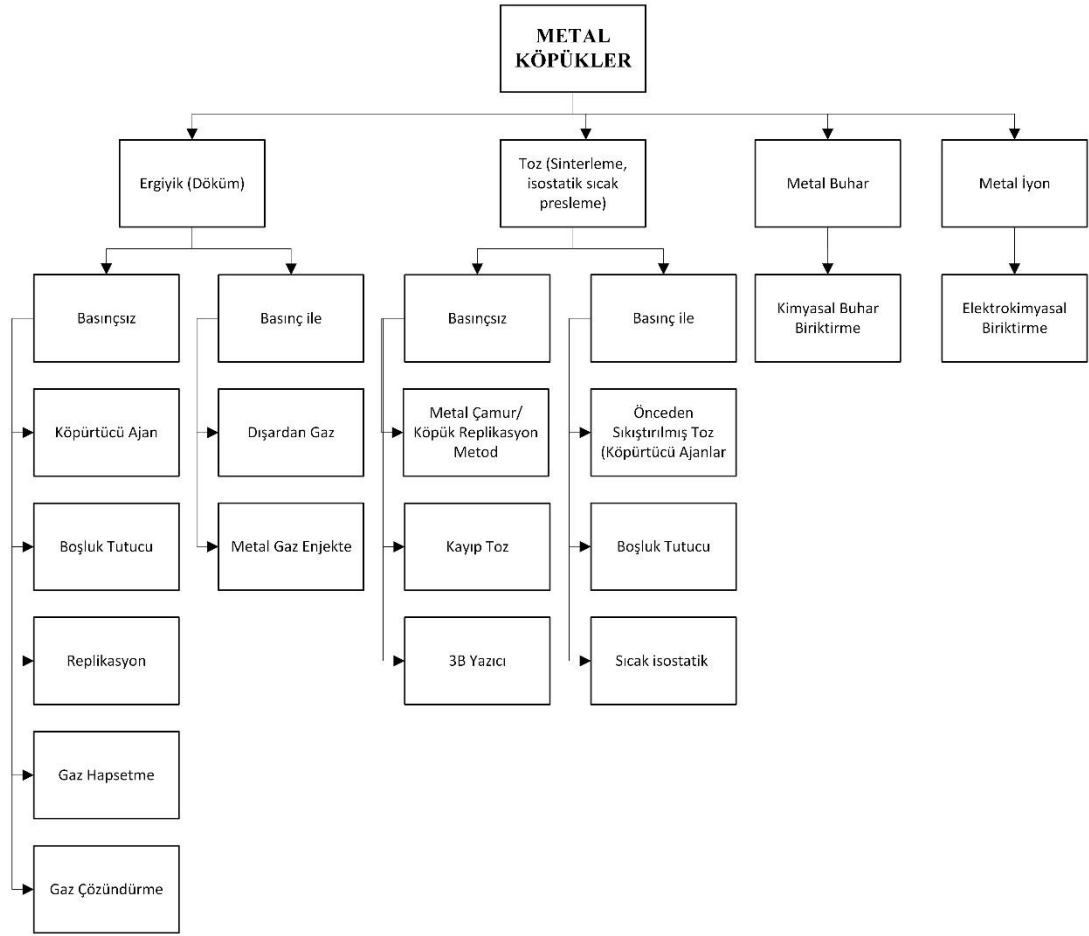 METAL
KÖPÜKLER
Ergiyik (Döküm)
Toz (Sinterleme,
isostatik sıcak
presleme)
Metal Buhar
Metal İyon
Basınçsız
Basınç ile
Basınçsız
Basınç ile
Kimyasal Buhar
Biriktirme
Elektrokimyasal
Biriktirme
Köpürtücü Ajan
Dışardan Gaz
Metal Çamur/
Köpük Replikasyon
Metod
Önceden
Sıkıştırılmış Toz
(Köpürtücü Ajanlar
Boşluk Tutucu
Metal Gaz Enjekte
Kayıp Toz
Boşluk Tutucu
Replikasyon
3B Yazıcı
Sıcak isostatik
Gaz Hapsetme
Gaz Çözündürme